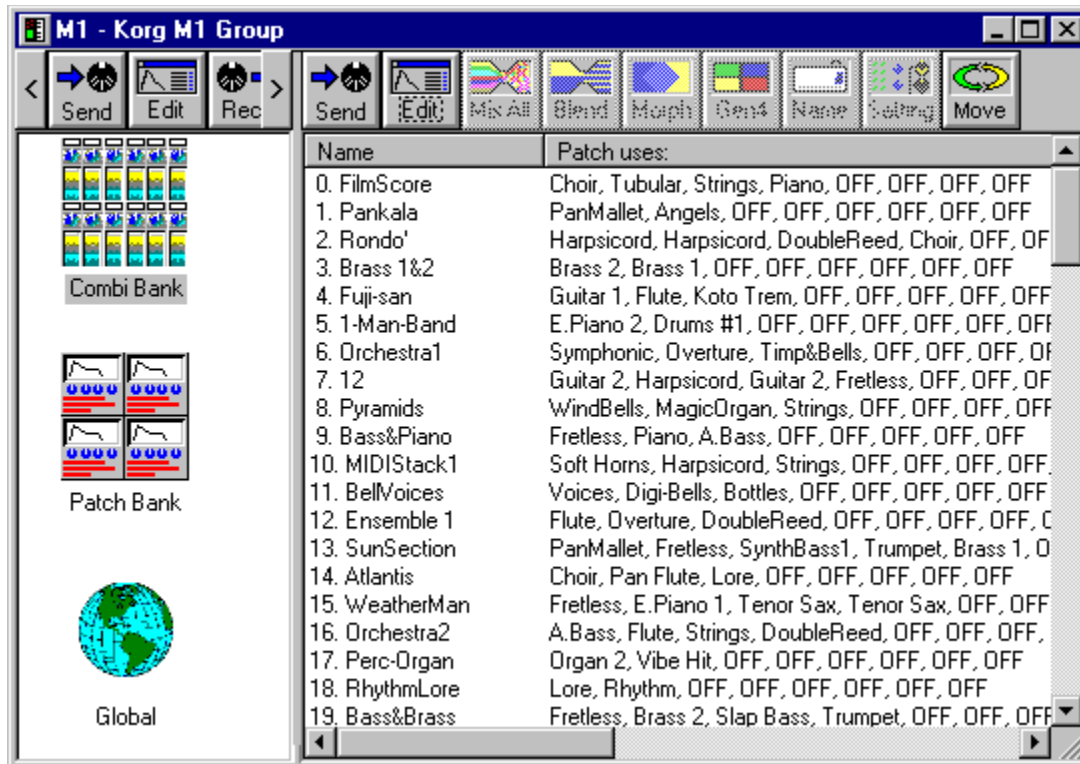 M1 - Korg M1 Group
< Send Edit Rec > Send Edit Mix All Blend Morph Gen4 Name Setting Move
Name Patch uses:
0. FilmScore Choir, Tubular, Strings, Piano, OFF, OFF, OFF, OFF
1. Pankala PanMallet, Angels, OFF, OFF, OFF, OFF, OFF, OFF
2. Rondo' Harpsicord, Harpsicord, DoubleReed, Choir, OFF, OF
3. Brass 1&2 Brass 2, Brass 1, OFF, OFF, OFF, OFF, OFF, OFF
4. Fuji-san Guitar 1, Flute, Koto Trem, OFF, OFF, OFF, OFF, OFF
5. 1-Man-Band E.Piano 2, Drums #1, OFF, OFF, OFF, OFF, OFF, OFF
6. Orchestra1 Symphonic, Overture, Timp&Bells, OFF, OFF, OFF, OF
7. 12 Guitar 2, Harpsicord, Guitar 2, Fretless, OFF, OFF, OF
8. Pyramids WindBells, MagicOrgan, Strings, OFF, OFF, OFF, OFF
9. Bass&Piano Fretless, Piano, A.Bass, OFF, OFF, OFF, OFF, OFF
10. MIDIStack1 Soft Horns, Harpsicord, Strings, OFF, OFF, OFF, OFF,
11. BellVoices Voices, Digi-Bells, Bottles, OFF, OFF, OFF, OFF, OFF
12. Ensemble 1 Flute, Overture, DoubleReed, OFF, OFF, OFF, OFF, O
13. SunSection PanMallet, Fretless, SynthBass1, Trumpet, Brass 1, O
14. Atlantis Choir, Pan Flute, Lore, OFF, OFF, OFF, OFF, OFF
15. WeatherMan Fretless, E.Piano 1, Tenor Sax, Tenor Sax, OFF, OFF
16. Orchestra2 A.Bass, Flute, Strings, DoubleReed, OFF, OFF, OFF,
17. Perc-Organ Organ 2, Vibe Hit, OFF, OFF, OFF, OFF, OFF, OFF
18. RhythmLore Lore, Rhythm, OFF, OFF, OFF, OFF, OFF, OFF
19. Bass&Brass Fretless, Brass 2, Slap Bass, Trumpet, OFF, OFF, OFF
Combi Bank
Patch Bank
Global